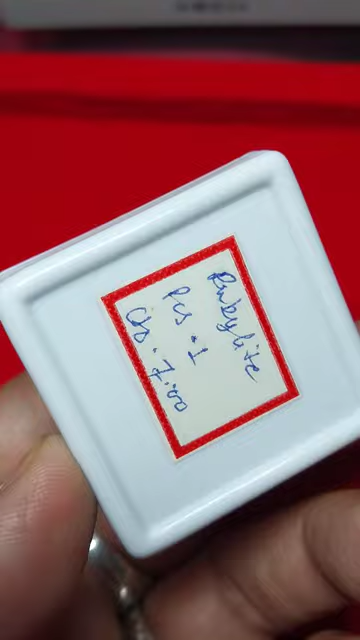 Rubylite
Pcs . 1
Cts . 7.00